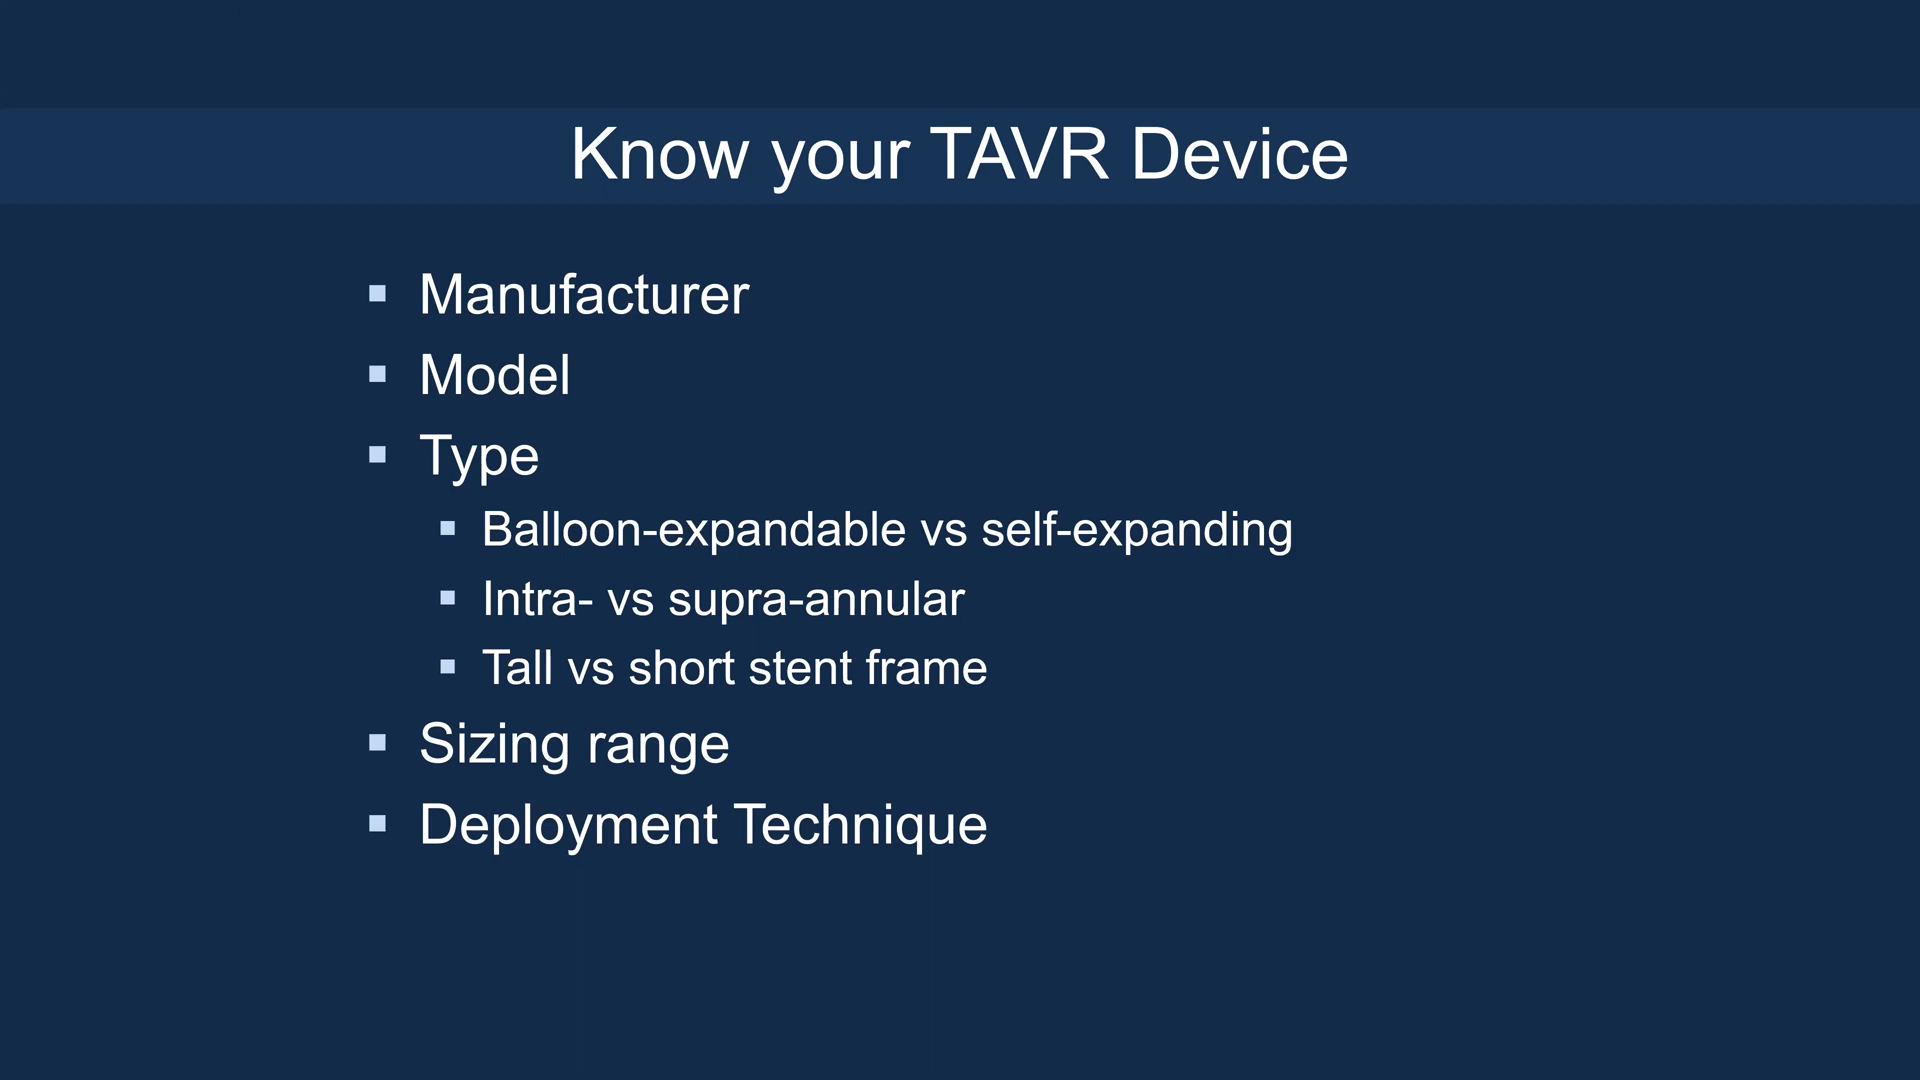 Know your TAVR Device
Manufacturer
Model
Type
Balloon-expandable vs self-expanding
Intra- vs supra-annular
Tall vs short stent frame
Sizing range
Deployment Technique